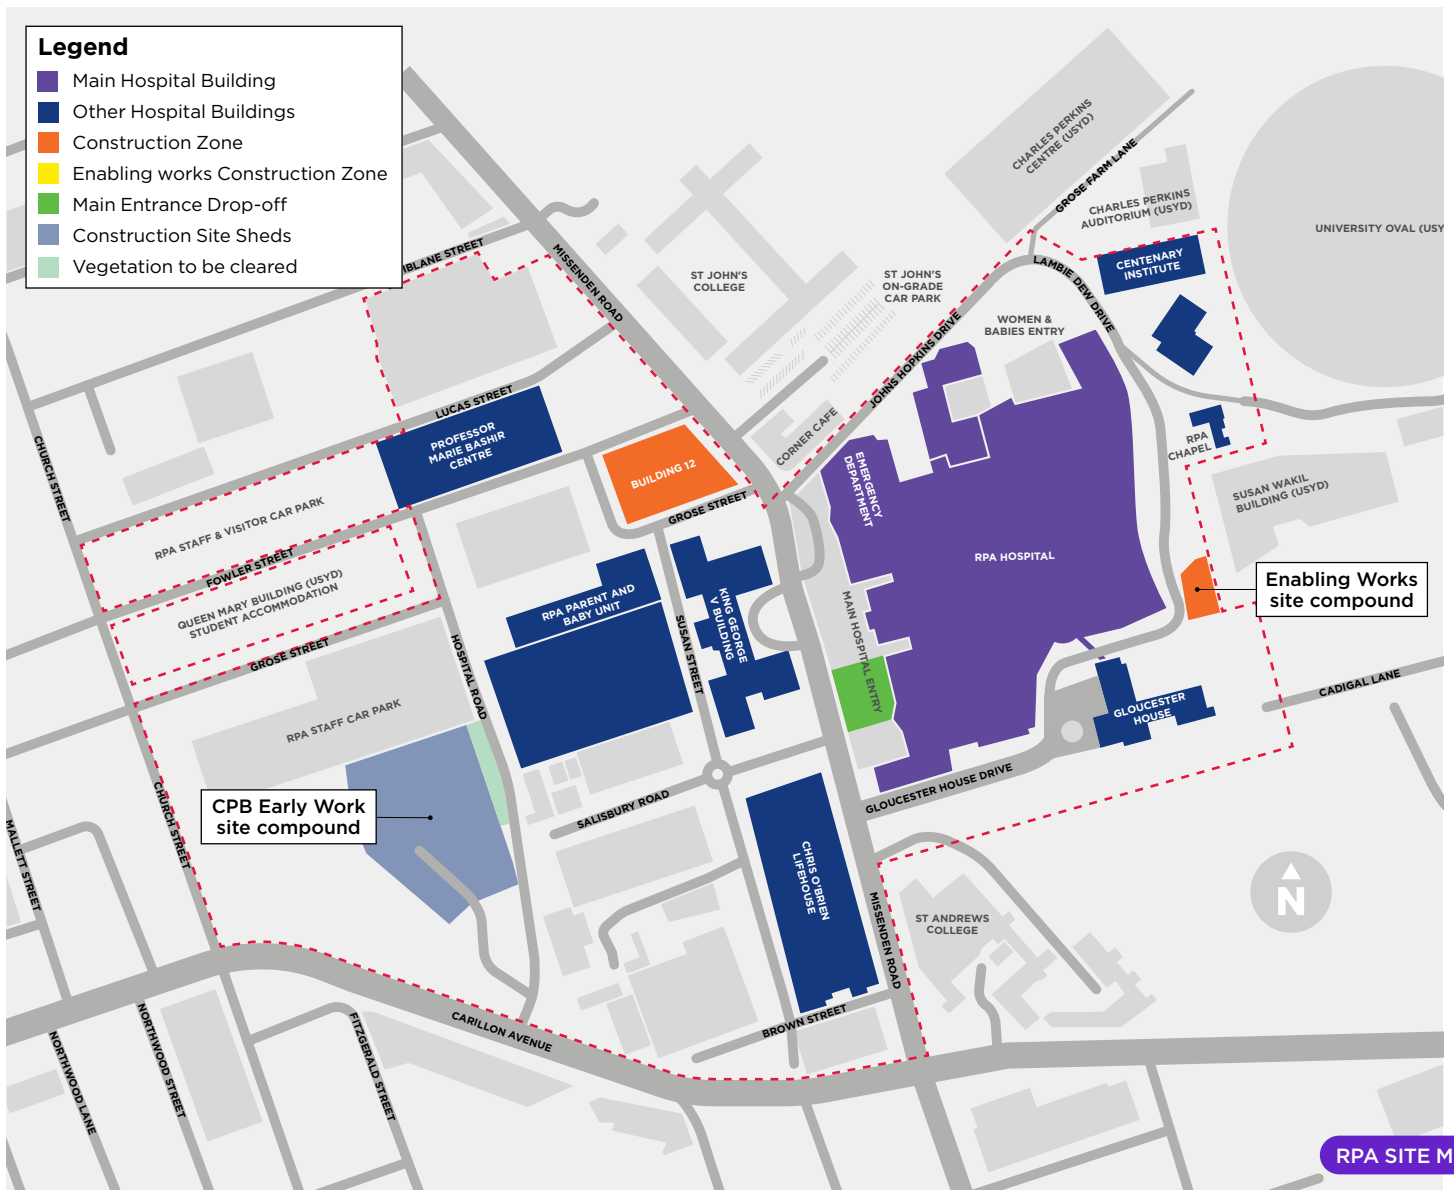 Legend
Main Hospital Building
Other Hospital Buildings
Construction Zone
Enabling works Construction Zone
Main Entrance Drop-off
Construction Site Sheds
Vegetation to be cleared
CHARLES PERKINS
CENTRE (USYD)
GROSE FARM LANE
CHARLES PERKINS
AUDITORIUM (USYD)
UNIVERSITY OVAL (USY
IBLANE STREET
MISSENDEN ROAD
ST JOHN'S
COLLEGE
ST JOHN'S
ON-GRADE
CAR PARK
LAMBIE DEW DRIVE
CENTENARY
INSTITUTE
WOMEN &
BABIES ENTRY
JOHNS HOPKINS DRIVE
LUCAS STREET
PROFESSOR
MARIE BASHIR
CENTRE
CORNER CAFE
RPA
CHAPEL
CHURCH STREET
BUILDING 12
EMERGENCY
DEPARTMENT
SUSAN WAKIL
BUILDING (USYD)
RPA STAFF & VISITOR CAR PARK
GROSE STREET
FOWLER STREET
RPA HOSPITAL
Enabling Works
site compound
QUEEN MARY BUILDING (USYD)
STUDENT ACCOMMODATION
RPA PARENT AND
BABY UNIT
KING GEORGE
V BUILDING
MAIN HOSPITAL ENTRY
GROSE STREET
HOSPITAL ROAD
SUSAN STREET
CADIGAL LANE
GLOUCESTER
HOUSE
RPA STAFF CAR PARK
GLOUCESTER HOUSE DRIVE
CPB Early Work
site compound
SALISBURY ROAD
CHURCH STREET
MALLETT STREET
CHRIS O'BRIEN
LIFEHOUSE
MISSENDEN ROAD
ST ANDREWS
COLLEGE
N
CARILLON AVENUE
BROWN STREET
NORTHWOOD LANE
NORTHWOOD STREET
FITZGERALD STREET
RPA SITE M